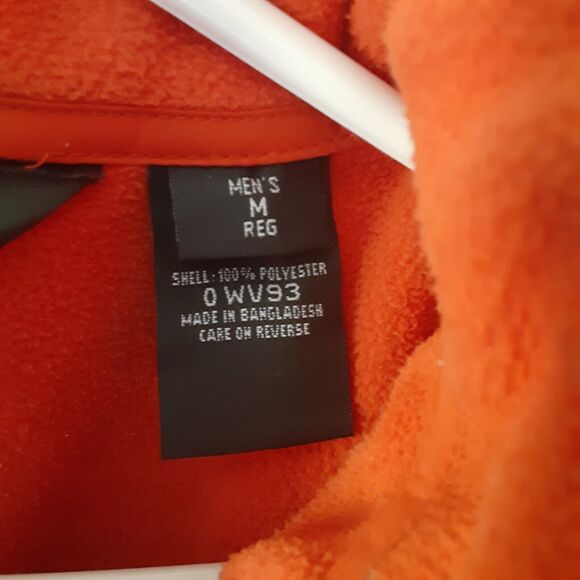 MEN'S
M
REG
SHELL: 100% POLYESTER
0 WV93
MADE IN BANGLADESH
CARE ON REVERSE